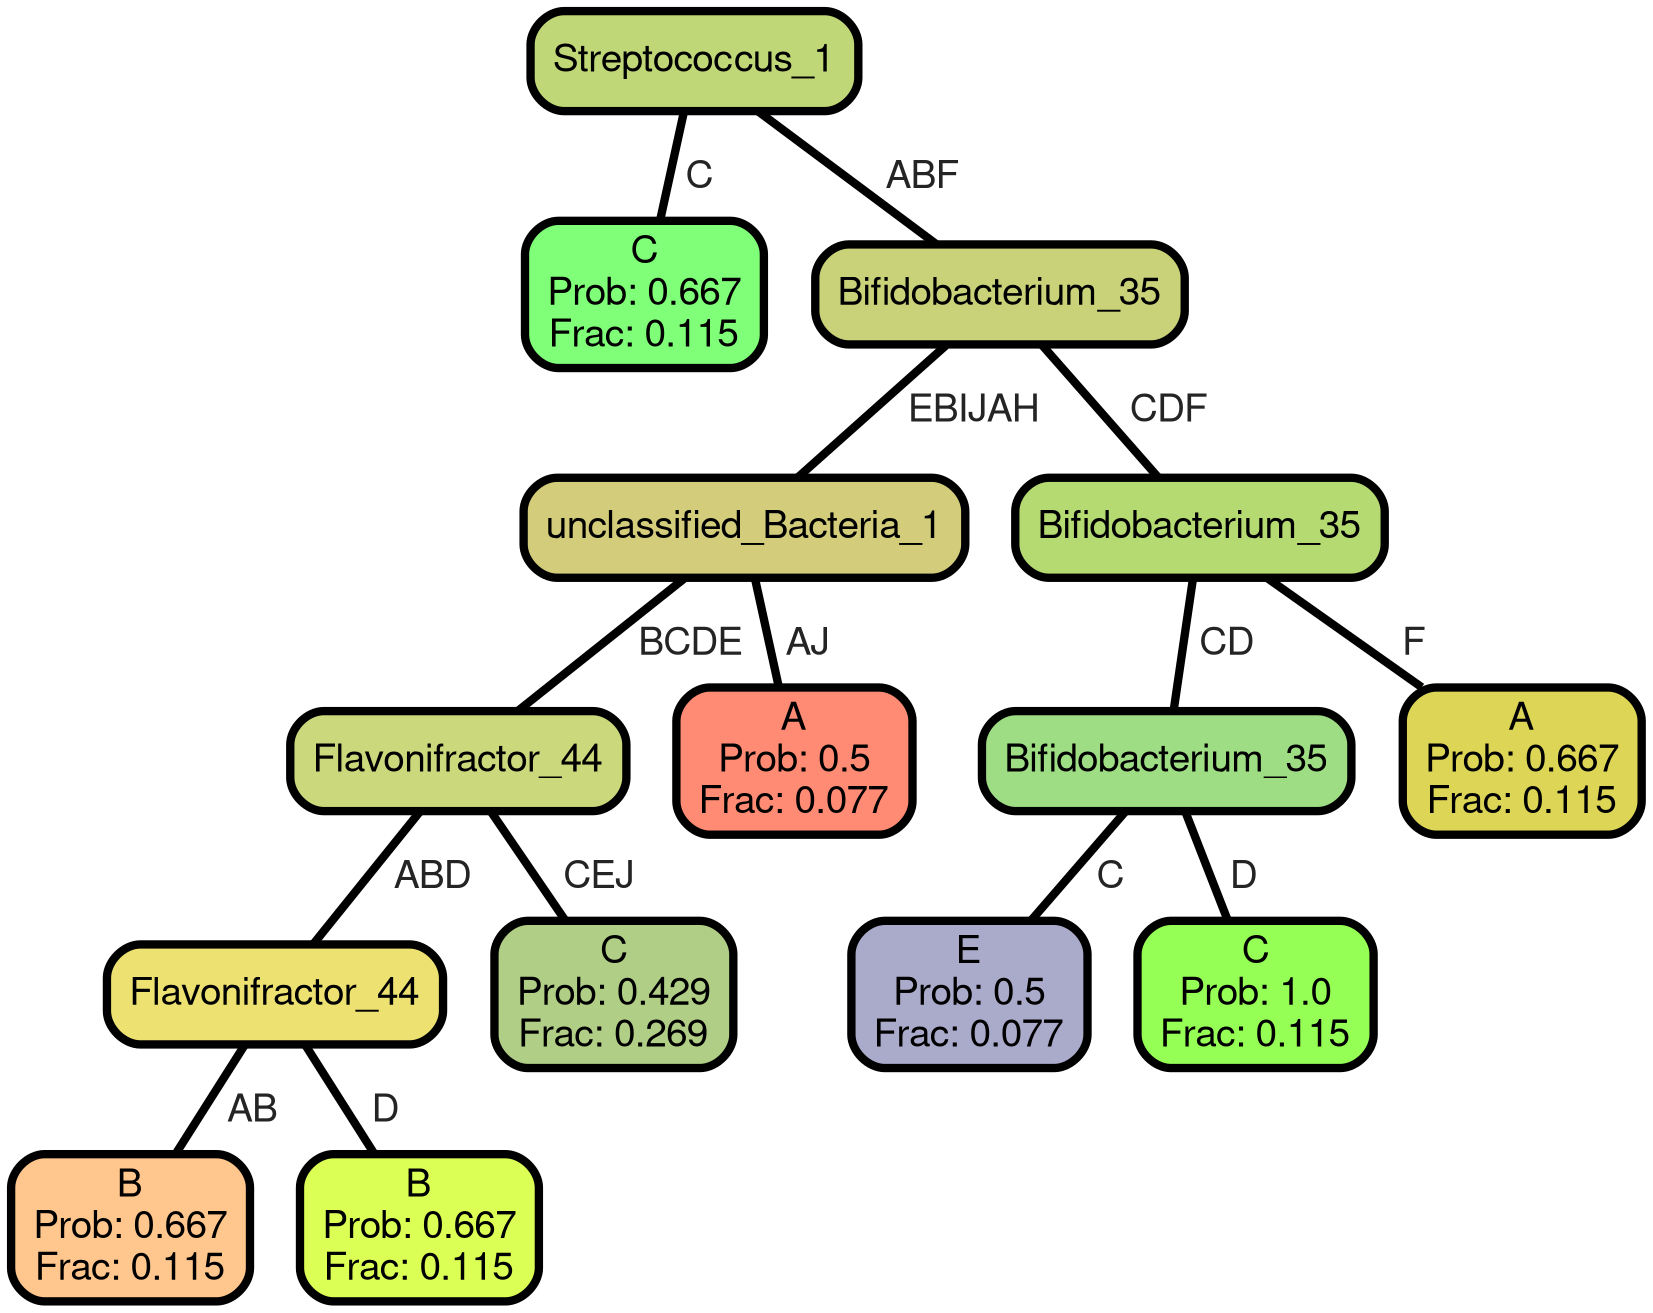 Streptococcus_1
C
ABF
C
Prob: 0.667
Frac: 0.115
Bifidobacterium_35
EBIJAH
CDF
unclassified_Bacteria_1
Bifidobacterium_35
BCDE
AJ
CD
F
Flavonifractor_44
A
Prob: 0.5
Frac: 0.077
Bifidobacterium_35
A
Prob: 0.667
Frac: 0.115
ABD
CEJ
C
D
Flavonifractor_44
C
Prob: 0.429
Frac: 0.269
E
Prob: 0.5
Frac: 0.077
C
Prob: 1.0
Frac: 0.115
AB
D
B
Prob: 0.667
Frac: 0.115
B
Prob: 0.667
Frac: 0.115